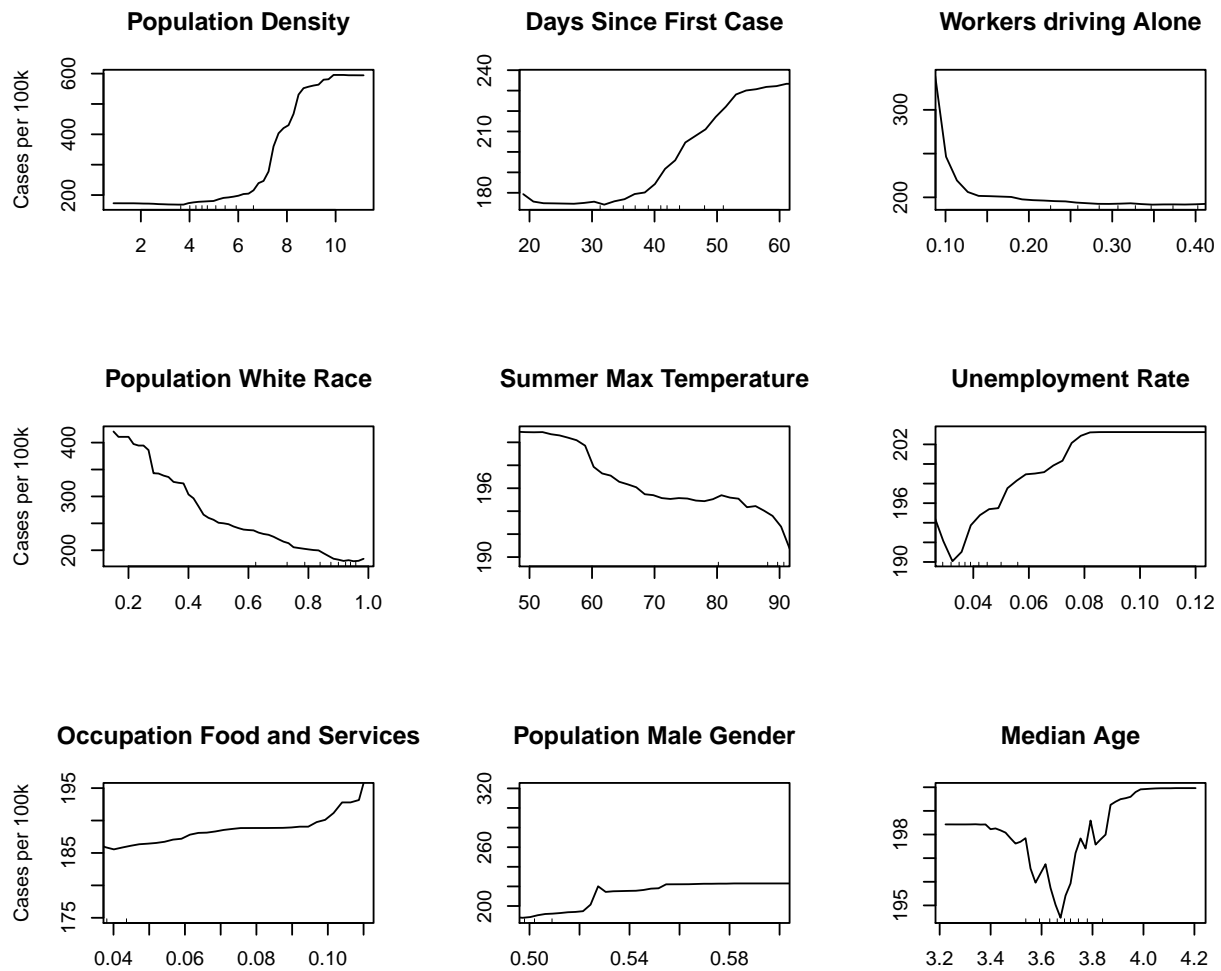 Population Density
Days Since First Case
Workers driving Alone
Cases per 100k
200 400 600
2 4 6 8 10
180 210 240
20 30 40 50 60
200 300
0.10 0.20 0.30 0.40
Population White Race
Summer Max Temperature
Unemployment Rate
Cases per 100k
200 300 400
0.2 0.4 0.6 0.8 1.0
190 196
50 60 70 80 90
190 196 202
0.04 0.06 0.08 0.10 0.12
Occupation Food and Services
Population Male Gender
Median Age
Cases per 100k
175 185 195
0.04 0.06 0.08 0.10
200 260 320
0.50 0.54 0.58
195 198
3.2 3.4 3.6 3.8 4.0 4.2